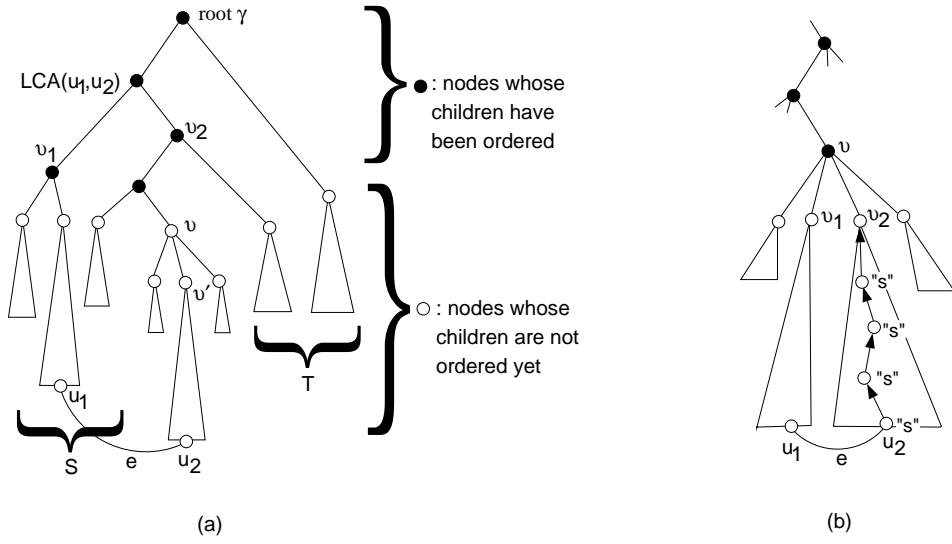 root γ
LCA(u1,u2)
υ1
υ2
υ
υ'
u1
S
e
u2
T
: nodes whose
children have
been ordered
: nodes whose
children are not
ordered yet
(a)
υ
υ1
υ2
"s"
"s"
"s"
"s"
u1
e
u2
(b)